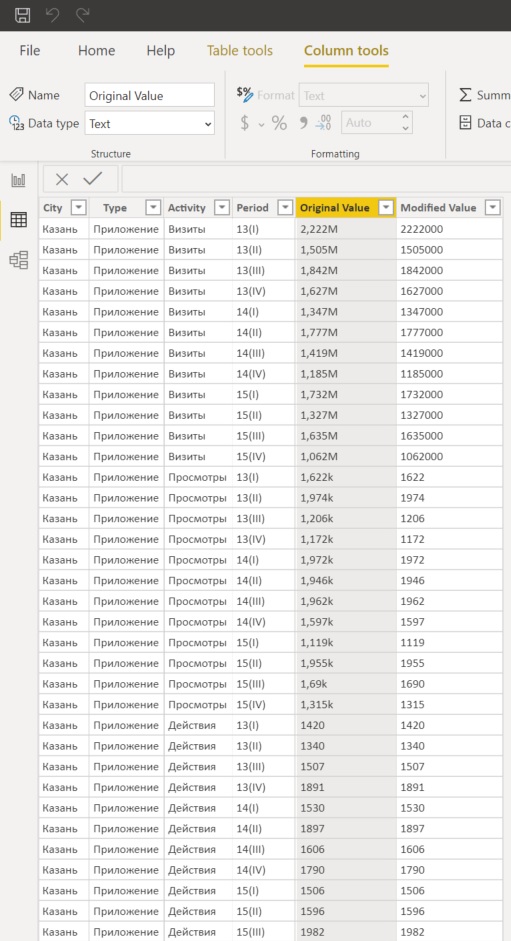 File Home Help Table tools Column tools
Name Original Value $% Format Text Σ Summ
123 Data type Text $ % 9 .00 →.0 Auto Data c
Structure Formatting
City Type Activity Period Original Value Modified Value
Казань Приложение Визиты 13(I) 2,222M 2222000
Казань Приложение Визиты 13(II) 1,505M 1505000
Казань Приложение Визиты 13(III) 1,842M 1842000
Казань Приложение Визиты 13(IV) 1,627M 1627000
Казань Приложение Визиты 14(I) 1,347M 1347000
Казань Приложение Визиты 14(II) 1,777M 1777000
Казань Приложение Визиты 14(III) 1,419M 1419000
Казань Приложение Визиты 14(IV) 1,185M 1185000
Казань Приложение Визиты 15(I) 1,732M 1732000
Казань Приложение Визиты 15(II) 1,327M 1327000
Казань Приложение Визиты 15(III) 1,635M 1635000
Казань Приложение Визиты 15(IV) 1,062M 1062000
Казань Приложение Просмотры 13(I) 1,622k 1622
Казань Приложение Просмотры 13(II) 1,974k 1974
Казань Приложение Просмотры 13(III) 1,206k 1206
Казань Приложение Просмотры 13(IV) 1,172k 1172
Казань Приложение Просмотры 14(I) 1,972k 1972
Казань Приложение Просмотры 14(II) 1,946k 1946
Казань Приложение Просмотры 14(III) 1,962k 1962
Казань Приложение Просмотры 14(IV) 1,597k 1597
Казань Приложение Просмотры 15(I) 1,119k 1119
Казань Приложение Просмотры 15(II) 1,955k 1955
Казань Приложение Просмотры 15(III) 1,69k 1690
Казань Приложение Просмотры 15(IV) 1,315k 1315
Казань Приложение Действия 13(I) 1420 1420
Казань Приложение Действия 13(II) 1340 1340
Казань Приложение Действия 13(III) 1507 1507
Казань Приложение Действия 13(IV) 1891 1891
Казань Приложение Действия 14(I) 1530 1530
Казань Приложение Действия 14(II) 1897 1897
Казань Приложение Действия 14(III) 1606 1606
Казань Приложение Действия 14(IV) 1790 1790
Казань Приложение Действия 15(I) 1506 1506
Казань Приложение Действия 15(II) 1596 1596
Казань Приложение Действия 15(III) 1982 1982